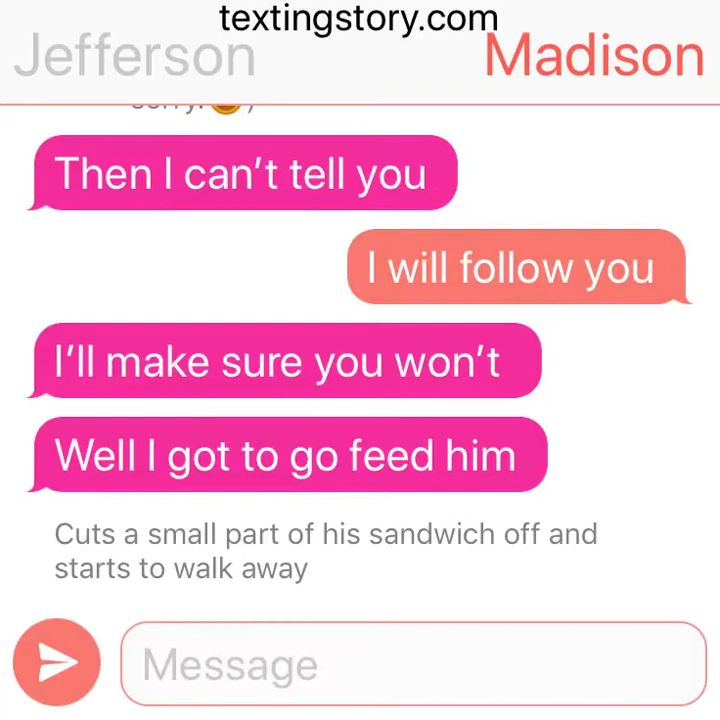 textingstory.com
Jefferson
Madison
Then I can’t tell you
I will follow you
I’ll make sure you won’t
Well I got to go feed him
Cuts a small part of his sandwich off and
starts to walk away
Message